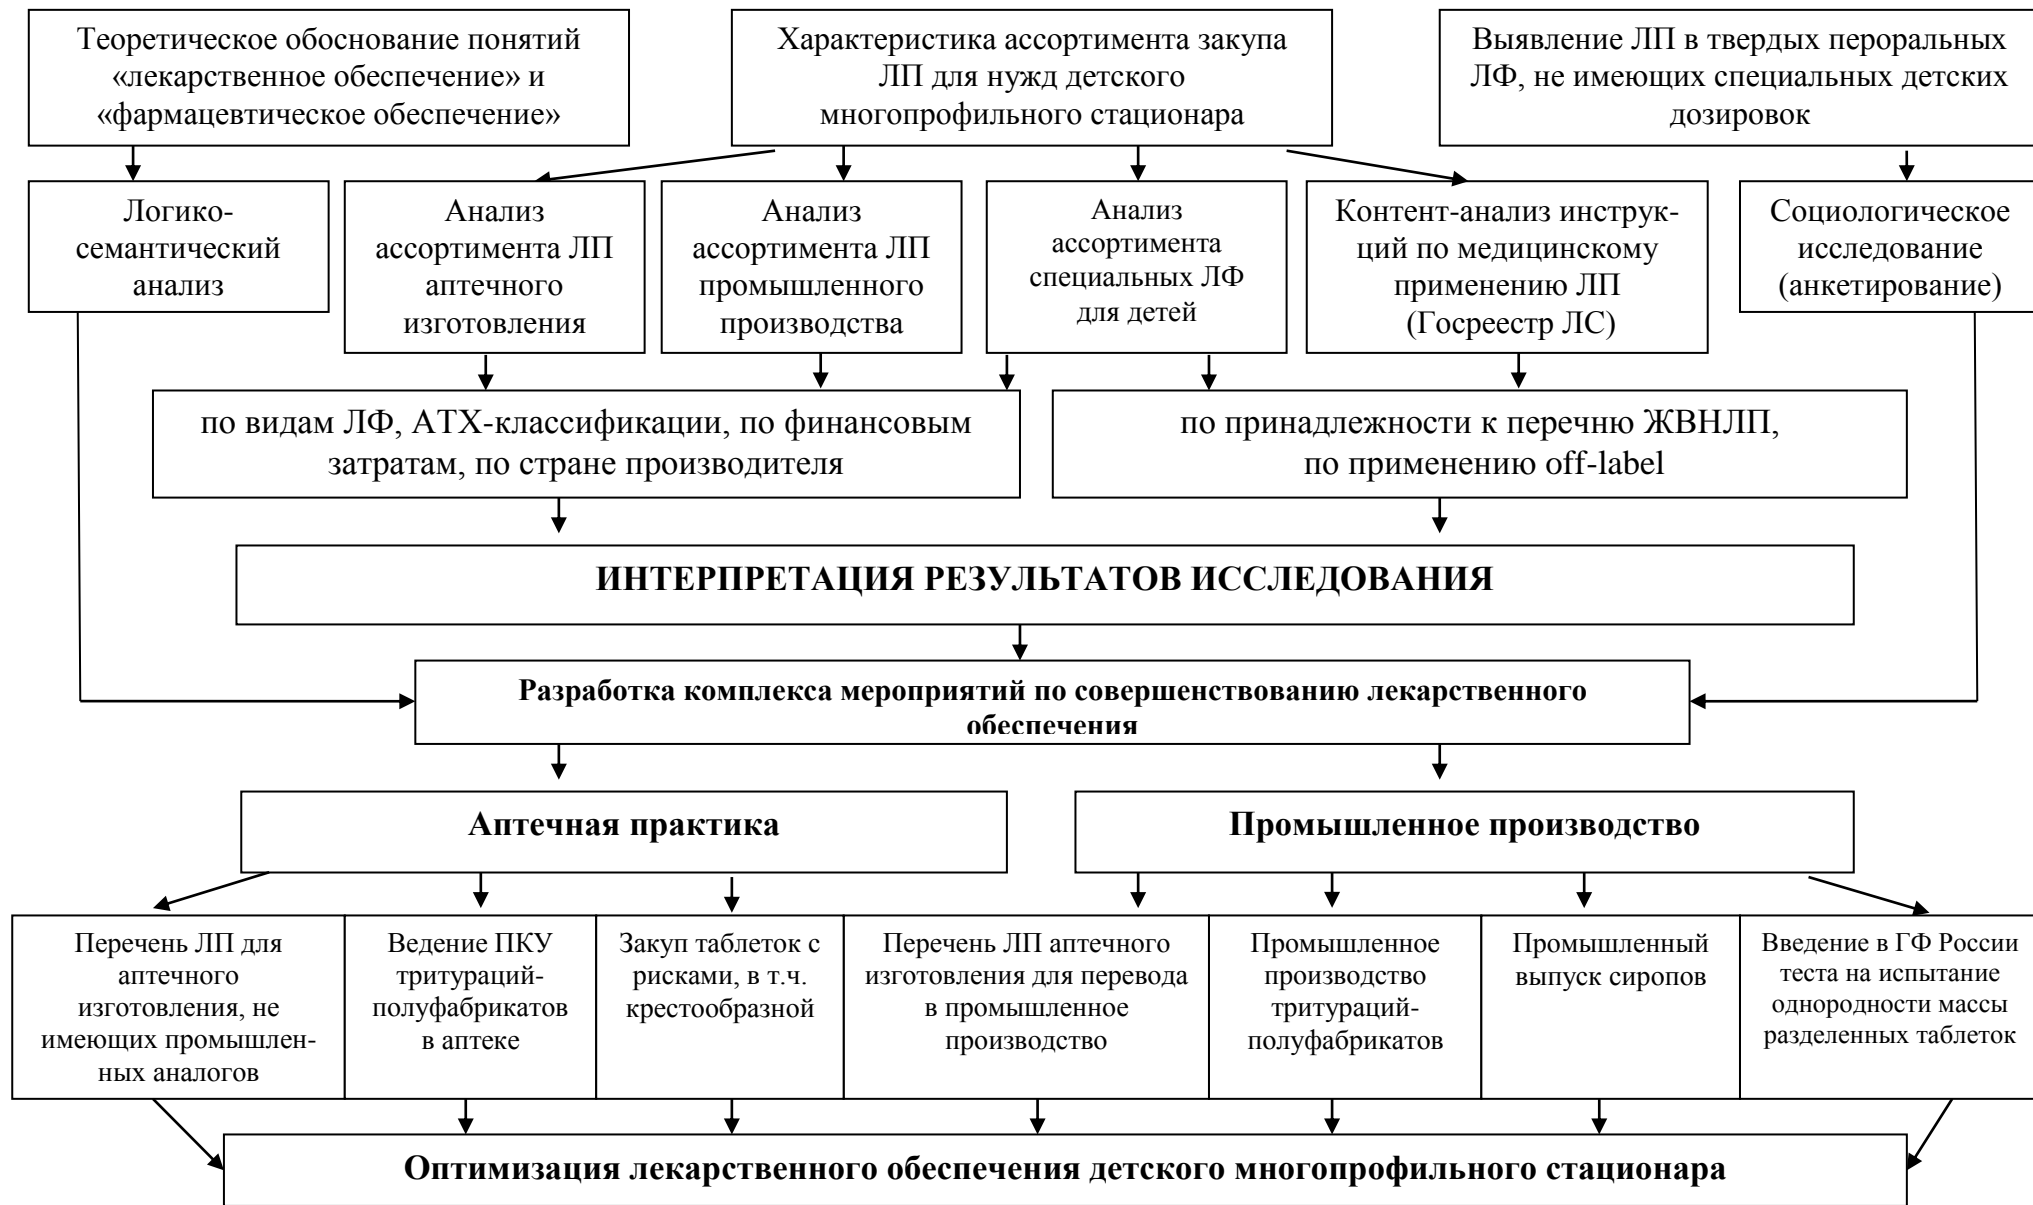 Теоретическое обоснование понятий
«лекарственное обеспечение» и
«фармацевтическое обеспечение»
Характеристика ассортимента закупа
ЛП для нужд детского
многопрофильного стационара
Выявление ЛП в твердых пероральных
ЛФ, не имеющих специальных детских
дозировок
Логико-
семантический
анализ
Анализ
ассортимента ЛП
аптечного
изготовления
Анализ
ассортимента ЛП
промышленного
производства
Анализ
ассортимента
специальных ЛФ
для детей
Контент-анализ инструк-
ций по медицинскому
применению ЛП
(Госреестр ЛС)
Социологическое
исследование
(анкетирование)
по видам ЛФ, АТХ-классификации, по финансовым
затратам, по стране производителя
по принадлежности к перечню ЖВНЛП,
по применению off-label
ИНТЕРПРЕТАЦИЯ РЕЗУЛЬТАТОВ ИССЛЕДОВАНИЯ
Разработка комплекса мероприятий по совершенствованию лекарственного
обеспечения
Аптечная практика
Промышленное производство
Перечень ЛП для
аптечного
изготовления, не
имеющих промышлен-
ных аналогов
Ведение ПКУ
тритураций-
полуфабрикатов
в аптеке
Закуп таблеток с
рисками, в т.ч.
крестообразной
Перечень ЛП аптечного
изготовления для перевода
в промышленное
производство
Промышленное
производство
тритураций-
полуфабрикатов
Промышленный
выпуск сиропов
Введение в ГФ России
теста на испытание
однородности массы
разделенных таблеток
Оптимизация лекарственного обеспечения детского многопрофильного стационара